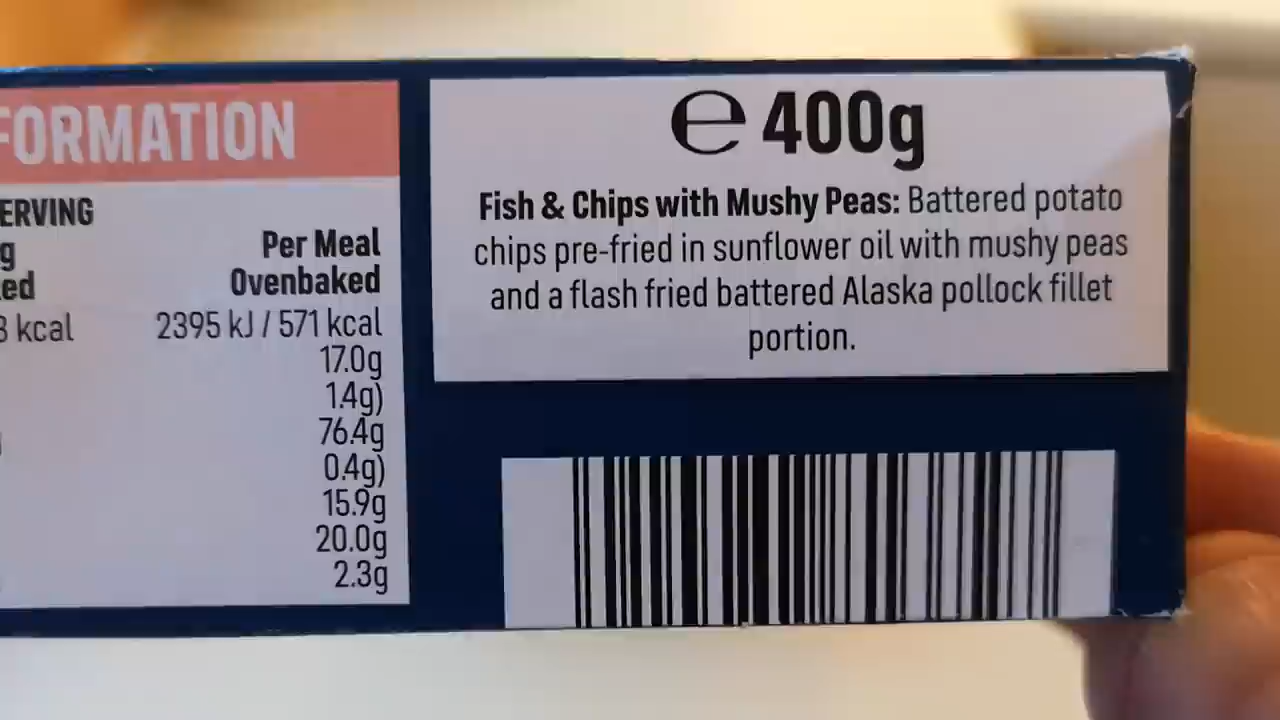 FORMATION
ERVING
g
ed
3 kcal
Per Meal
Ovenbaked
2395 kJ / 571 kcal
17.0g
1.4g)
76.4g
0.4g)
15.9g
20.0g
2.3g
℮ 400g
Fish & Chips with Mushy Peas: Battered potato
chips pre-fried in sunflower oil with mushy peas
and a flash fried battered Alaska pollock fillet
portion.